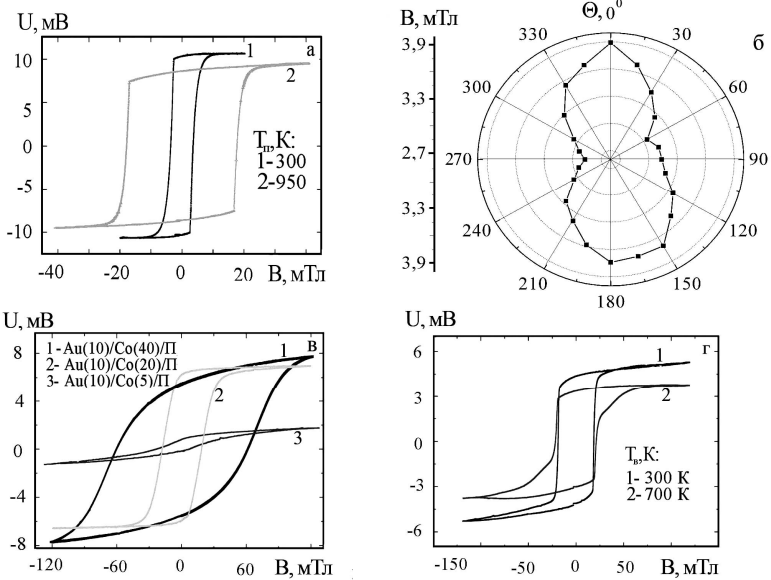 U, мВ
а
10
5
0
-5
-10
1
2
Tп,К:
1-300
2-950
-40
-20
0
20
B, мТл
B, мТл
Θ, 0⁰
б
3,9
3,3
2.7
3.3
3,9
330
30
300
60
270
90
240
120
210
150
180
U, мВ
1 - Au(10)/Co(40)/П
2- Au(10)/Co(20)/П
3- Au(10)/Co(5)/П
в
8
4
0
-4
-8
1
2
3
-120
-60
0
60
B, мТл
U, мВ
г
6
3
0
-3
-6
1
2
Tв,К:
1- 300 К
2-700 К
-150
-50
0
50
B, мТл